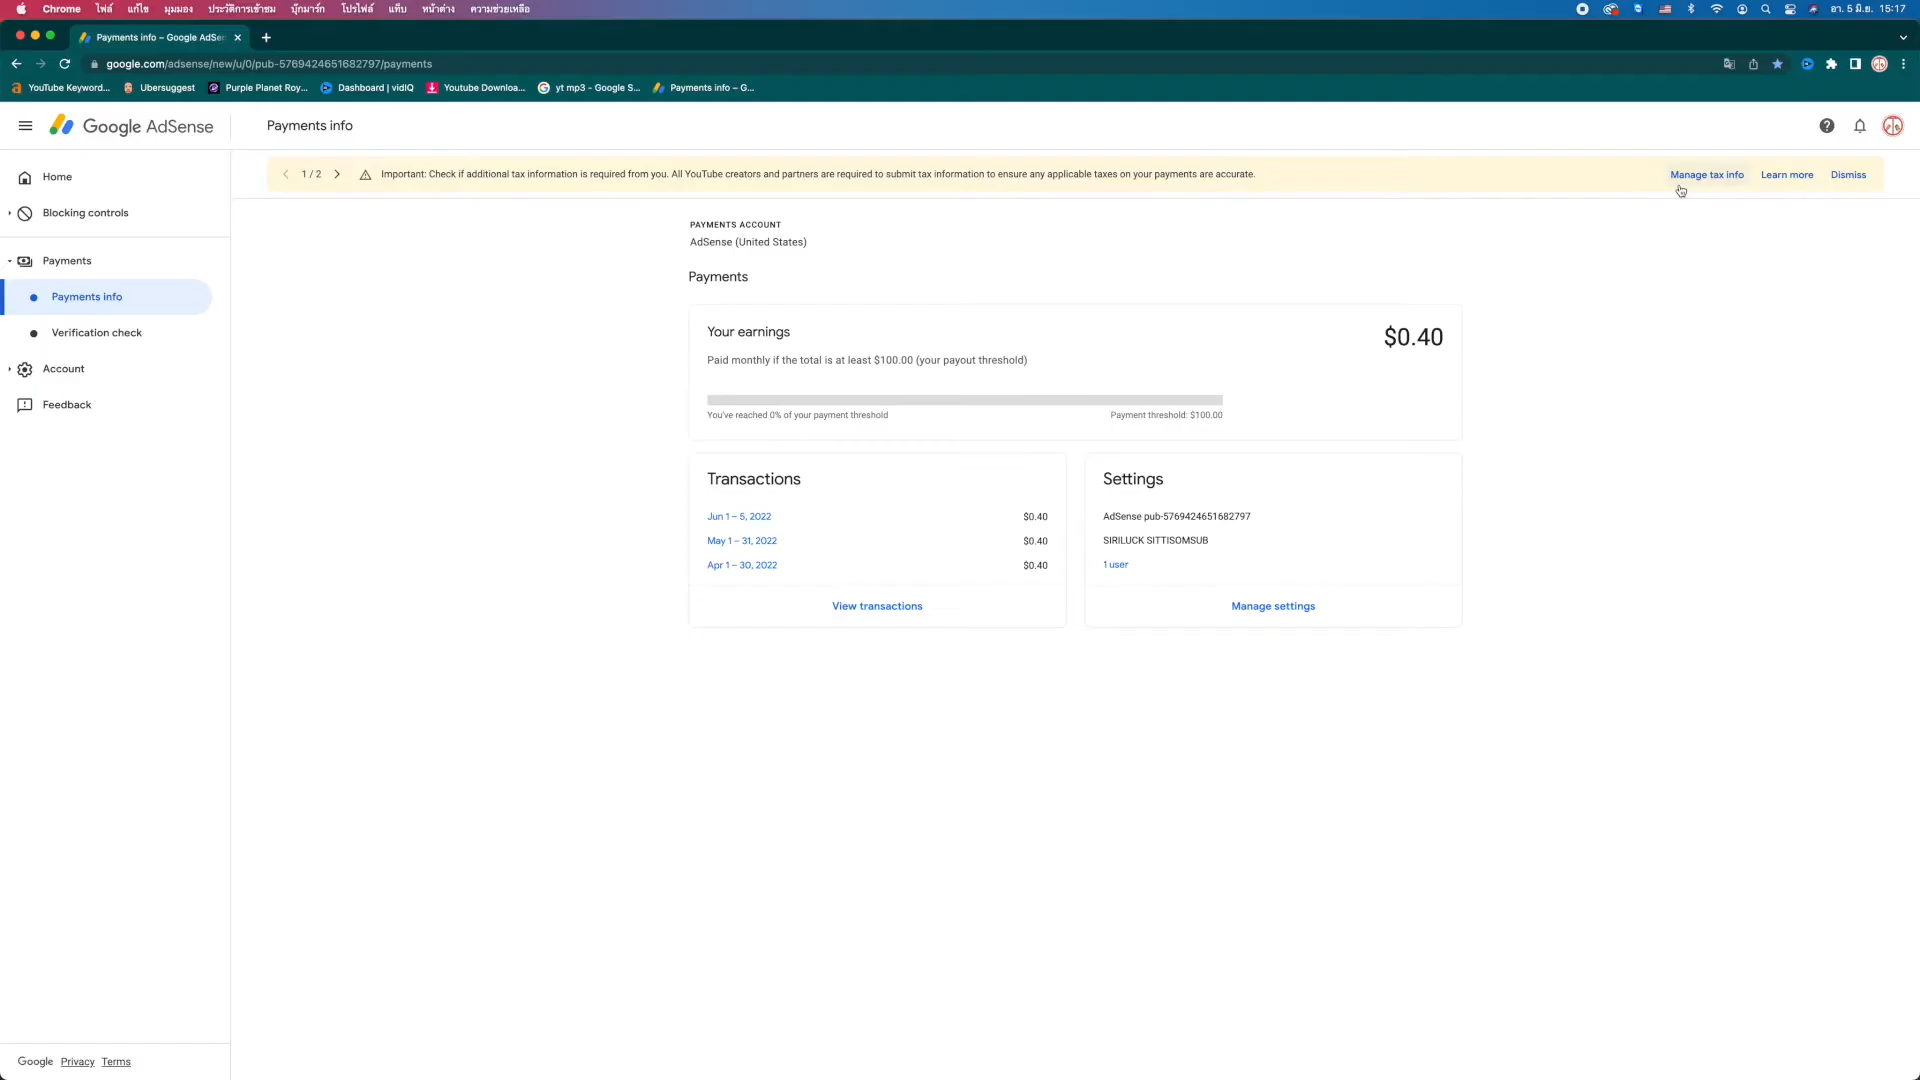 Chrome ไฟล์ แก้ไข มุมมอง ประวัติการเข้าชม บุ๊กมาร์ก โปรไฟล์ แท็บ หน้าต่าง ความช่วยเหลือ
อา. 5 มิ.ย. 15:17
Payments info – Google AdSe
google.com/adsense/new/u/0/pub-5769424651682797/payments
YouTube Keyword... Ubersuggest Purple Planet Roy... Dashboard | vidIQ Youtube Downloa... yt mp3 - Google S... Payments info – G...
Google AdSense
Payments info
Home
1 / 2
Important: Check if additional tax information is required from you. All YouTube creators and partners are required to submit tax information to ensure any applicable taxes on your payments are accurate.
Manage tax info Learn more Dismiss
Blocking controls
Payments
Payments info
Verification check
Account
Feedback
PAYMENTS ACCOUNT
AdSense (United States)
Payments
Your earnings
$0.40
Paid monthly if the total is at least $100.00 (your payout threshold)
You've reached 0% of your payment threshold
Payment threshold: $100.00
Transactions
Jun 1 – 5, 2022 $0.40
May 1 – 31, 2022 $0.40
Apr 1 – 30, 2022 $0.40
View transactions
Settings
AdSense pub-5769424651682797
SIRILUCK SITTISOMSUB
1 user
Manage settings
Google Privacy Terms